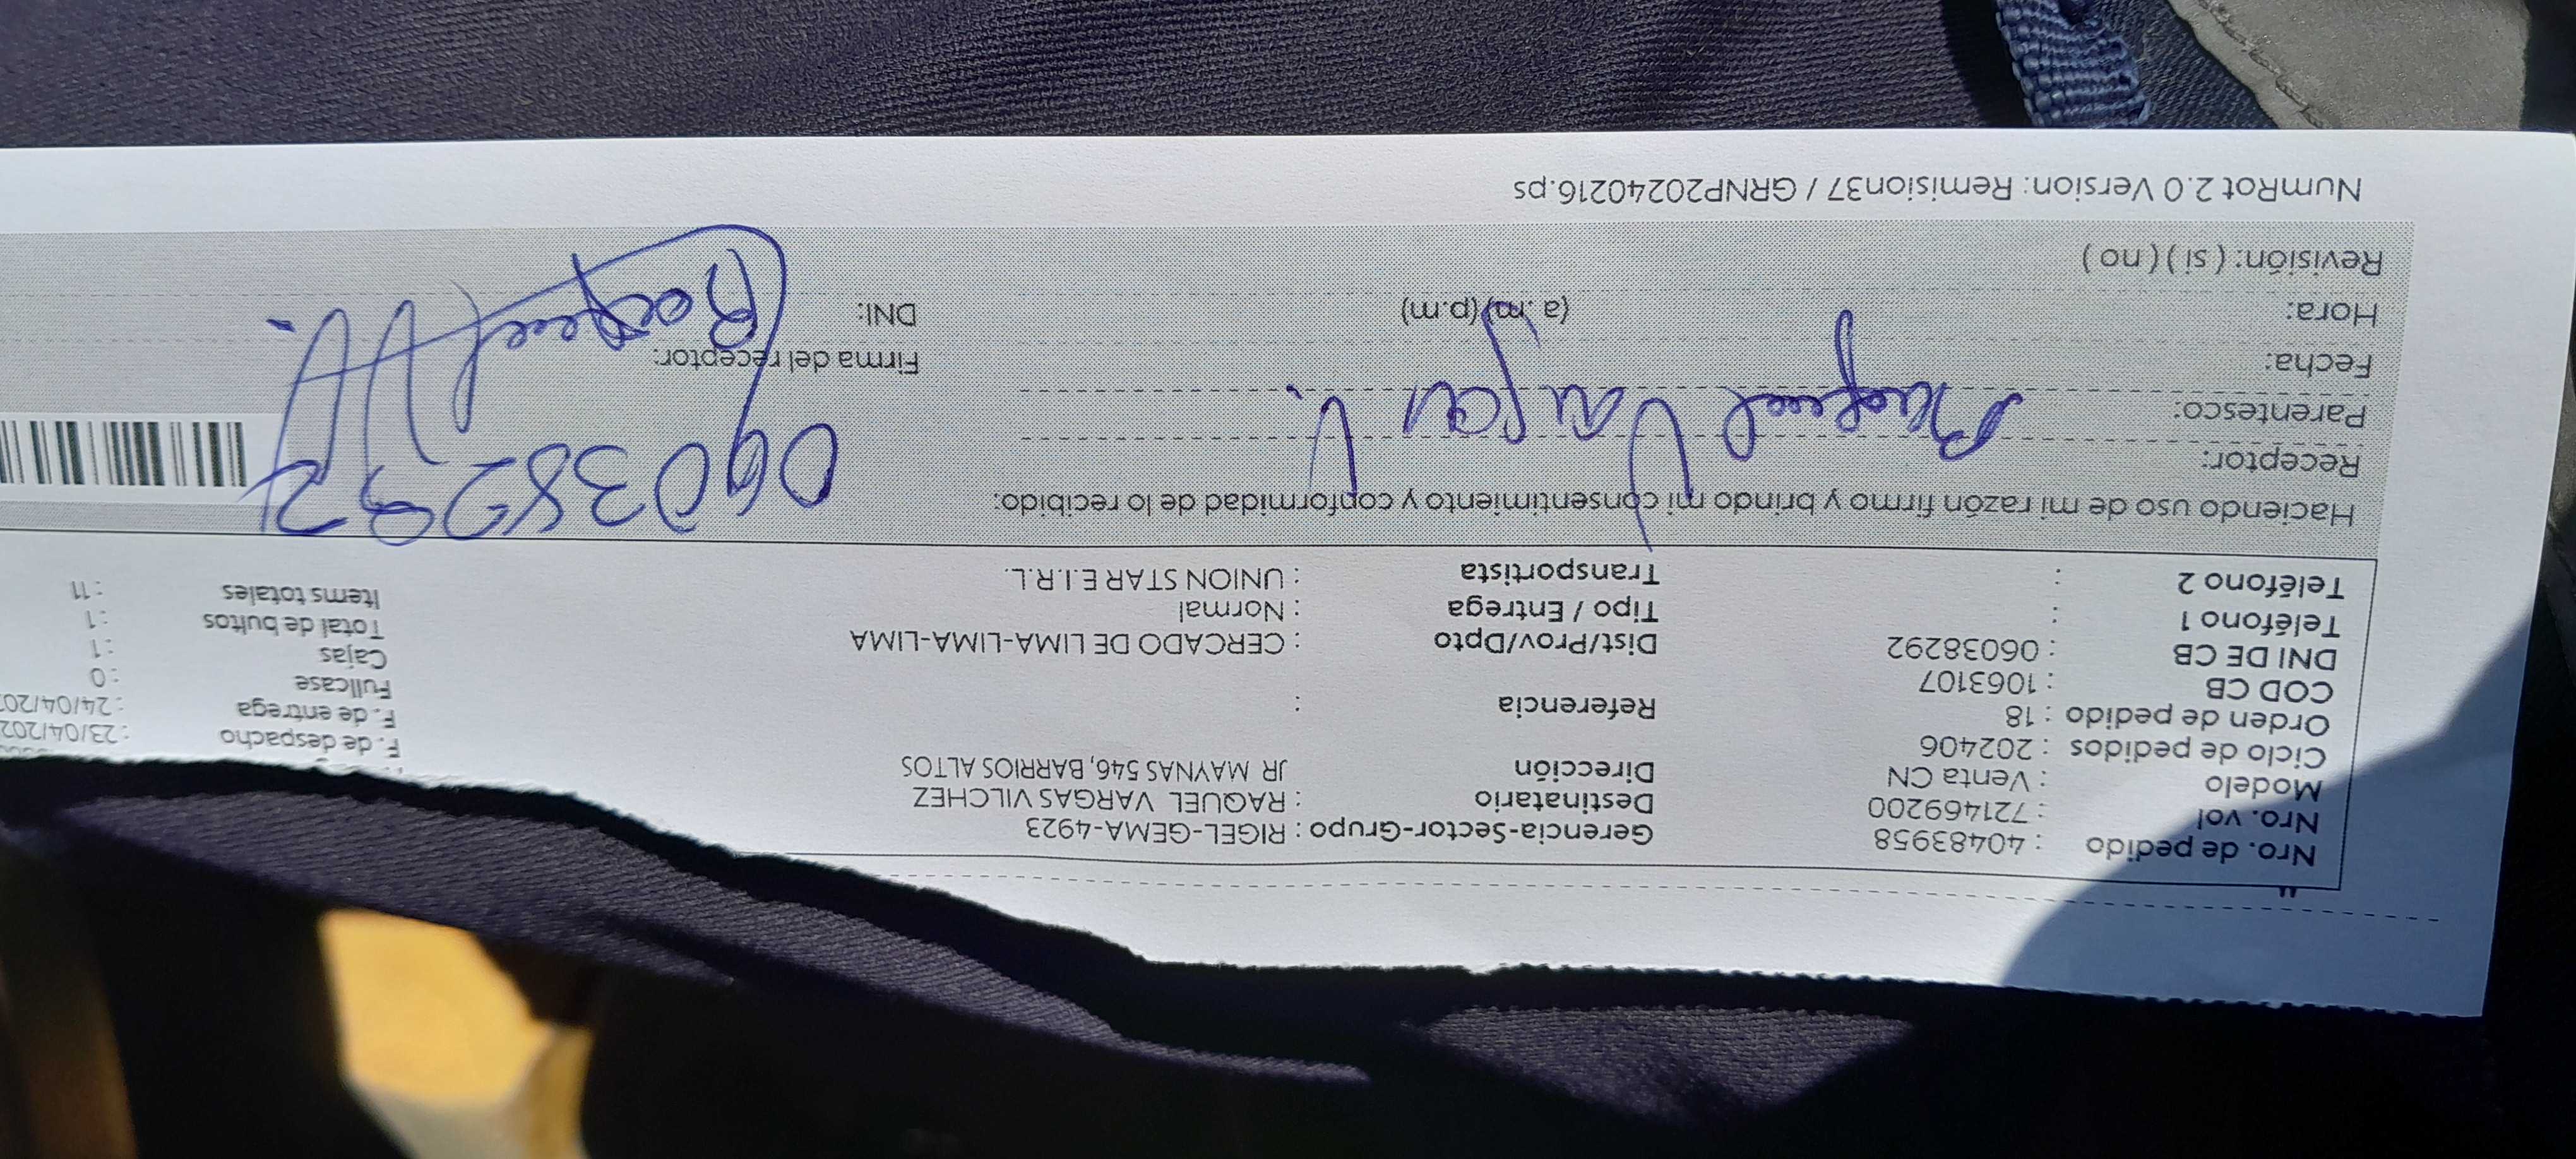 Nro. de pedido : 40483958
Nro. vol : 721469200
Modelo : Venta CN
Ciclo de pedidos : 202406
Orden de pedido : 18
COD CB : 1063107
DNI DE CB : 06038292
Teléfono 1 :
Teléfono 2 :
Gerencia-Sector-Grupo : RIGEL-GEMA-4923
Destinatario : RAQUEL VARGAS VILCHEZ
Dirección JR MAYNAS 546, BARRIOS ALTOS
Referencia :
Dist/Prov/Dpto : CERCADO DE LIMA-LIMA-LIMA
Tipo / Entrega : Normal
Transportista : UNION STAR E.I.R.L.
F. de despacho : 23/04/202
F. de entrega : 24/04/202
Fullcase : 0
Cajas : 1
Total de bultos : 1
Items totales : 11
Haciendo uso de mi razón firmo y brindo mi consentimiento y conformidad de lo recibido:
Receptor: Raquel Vargas V.
Parentesco:
Fecha:
Hora: (a.m) (p.m)
Revisión: ( si ) ( no )
06038292
Firma del receptor:
Raquel V.
DNI:
NumRot 2.0 Version: Remision37 / GRNP20240216.ps